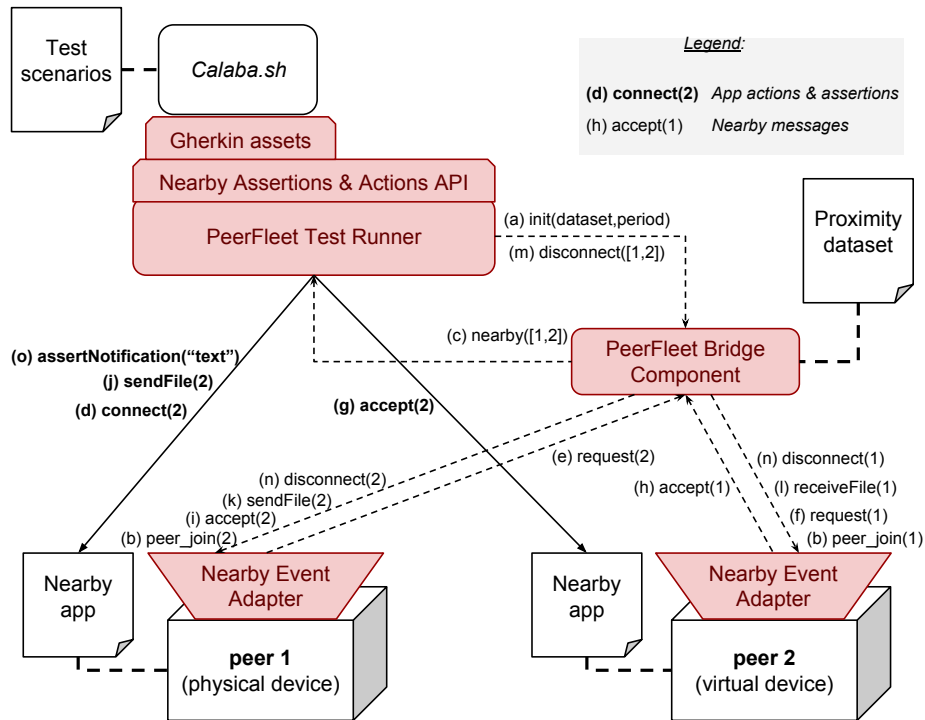 Test
scenarios
Calaba.sh
Legend:
(d) connect(2) App actions & assertions
(h) accept(1) Nearby messages
Gherkin assets
Nearby Assertions & Actions API
PeerFleet Test Runner
(a) init(dataset,period)
(m) disconnect([1,2])
Proximity
dataset
(c) nearby([1,2])
PeerFleet Bridge
Component
(o) assertNotification(“text”)
(j) sendFile(2)
(d) connect(2)
(g) accept(2)
(e) request(2)
(n) disconnect(2)
(k) sendFile(2)
(i) accept(2)
(b) peer_join(2)
(h) accept(1)
(n) disconnect(1)
(l) receiveFile(1)
(f) request(1)
(b) peer_join(1)
Nearby
app
Nearby Event
Adapter
peer 1
(physical device)
Nearby
app
Nearby Event
Adapter
peer 2
(virtual device)